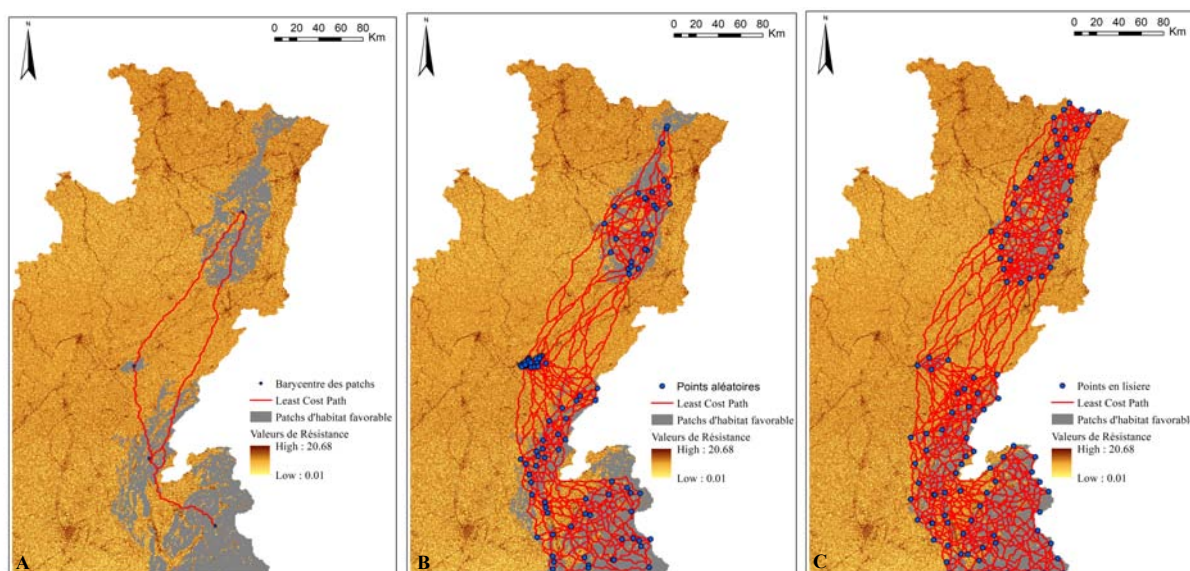 N
0 20 40 60 80
Km
Barycentre des patchs
Least Cost Path
Patchs d'habitat favorable
Valeurs de Résistance
High : 20.68
Low : 0.01
A
N
0 20 40 60 80
Km
Points aléatoires
Least Cost Path
Patchs d'habitat favorable
Valeurs de Résistance
High : 20.68
Low : 0.01
B
N
0 20 40 60 80
Km
Points en lisiere
Least Cost Path
Patchs d'habitat favorable
Valeurs de Résistance
High : 20.68
Low : 0.01
C